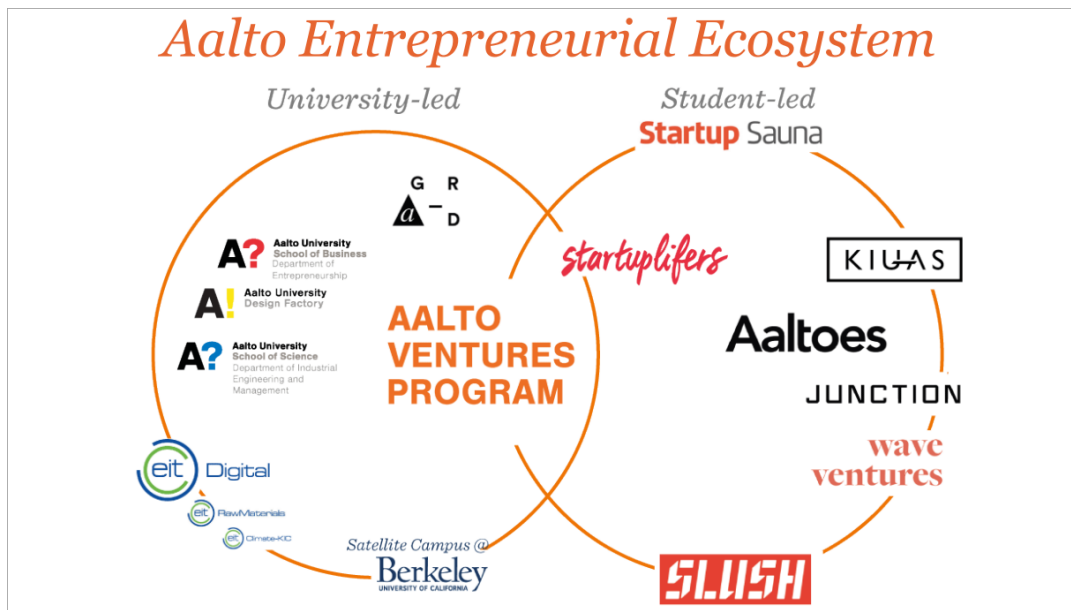 Aalto Entrepreneurial Ecosystem
University-led
Student-led
Startup Sauna
G R
a – D
startuplifers
A? Aalto University
School of Business
Department of
Entrepreneurship
KIUAS
A! Aalto University
Design Factory
AALTO
VENTURES
PROGRAM
Aaltoes
A? Aalto University
School of Science
Department of Industrial
Engineering and
Management
JUNCTION
wave
ventures
eit Digital
eit RawMaterials
eit Climate-KIC
Satellite Campus @
Berkeley
UNIVERSITY OF CALIFORNIA
SLUSH